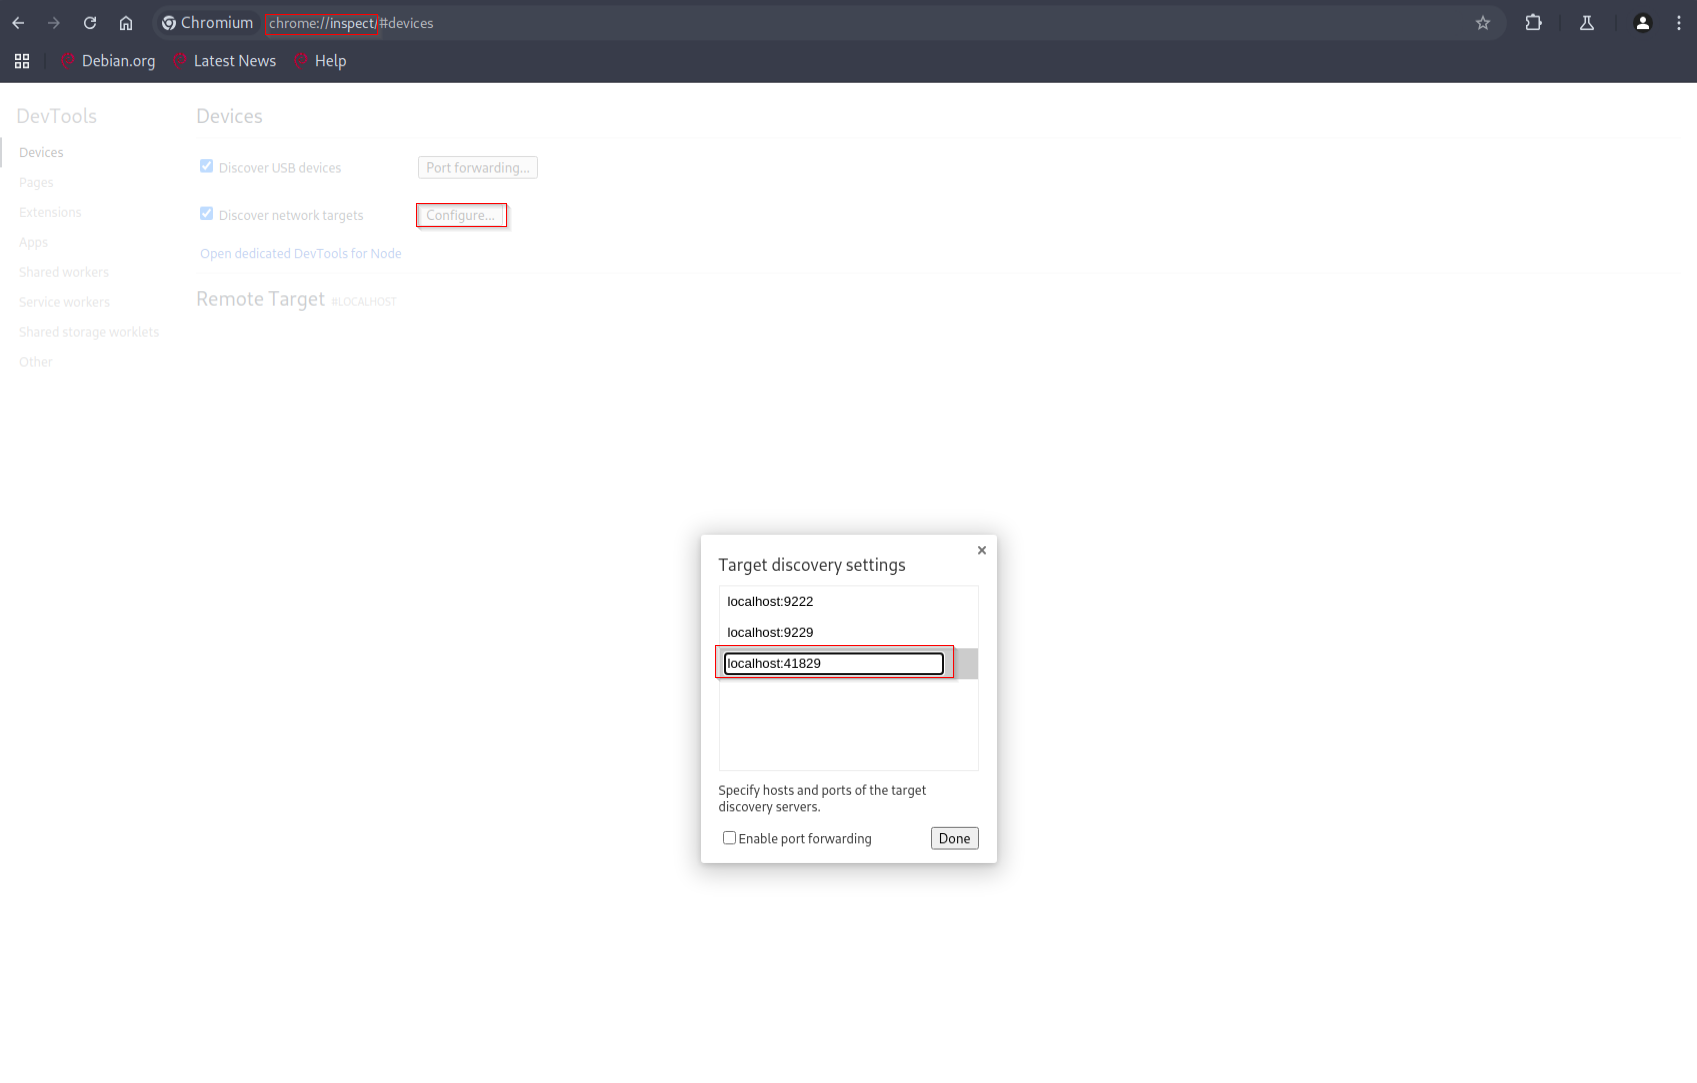 Chromium chrome://inspect/#devices
Debian.org Latest News Help
DevTools
Devices
Pages
Extensions
Apps
Shared workers
Service workers
Shared storage worklets
Other
Devices
Discover USB devices Port forwarding...
Discover network targets Configure...
Open dedicated DevTools for Node
Remote Target #LOCALHOST
Target discovery settings
localhost:9222
localhost:9229
localhost:41829
Specify hosts and ports of the target
discovery servers.
Enable port forwarding Done